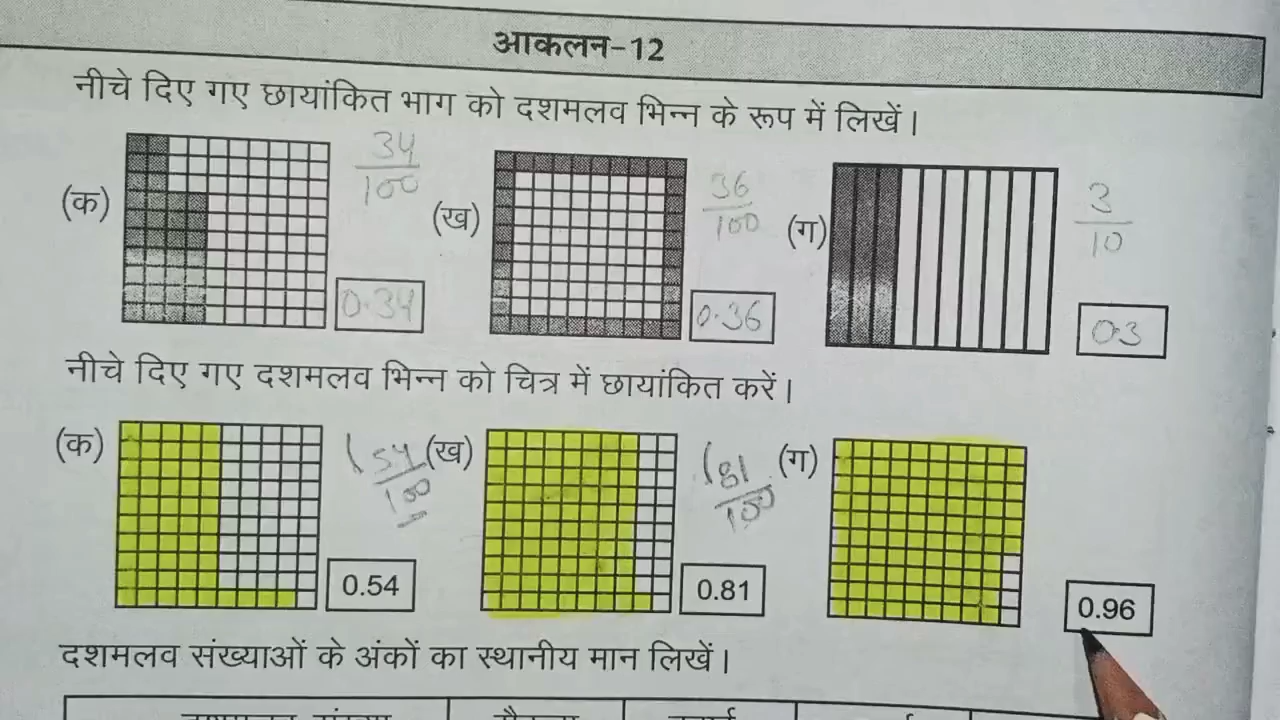 आकलन-12
नीचे दिए गए छायांकित भाग को दशमलव भिन्न के रूप में लिखें।
(क) 34/100 (ख) 36/100 (ग) 3/10
0.34 0.36 0.3
नीचे दिए गए दशमलव भिन्न को चित्र में छायांकित करें।
(क) 54/100 (ख) 81/100 (ग)
0.54 0.81 0.96
दशमलव संख्याओं के अंकों का स्थानीय मान लिखें।